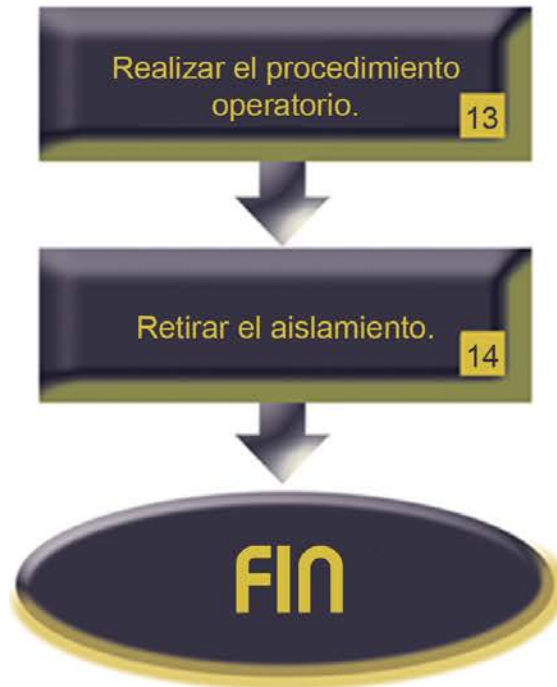 Realizar el procedimiento
operatorio.
13
Retirar el aislamiento.
14
FIN